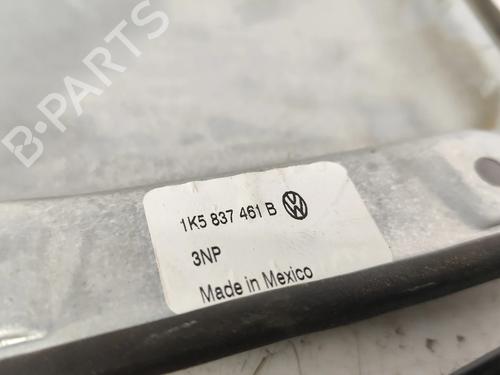 B-PARTS
1K5 837 461 B
3NP
Made in Mexico